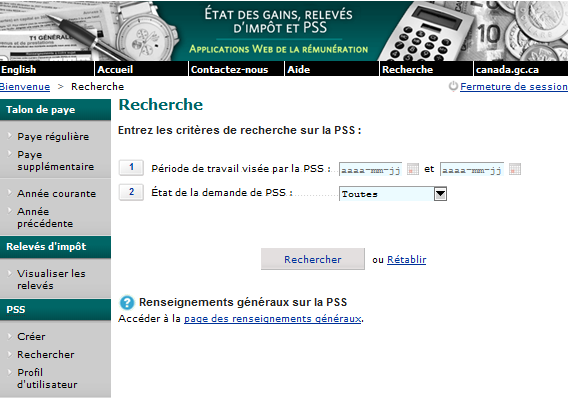 ÉTAT DES GAINS, RELEVÉS
D'IMPÔT ET PSS
APPLICATIONS WEB DE LA RÉMUNÉRATION
T1 GÉNÉRALE
English Accueil Contactez-nous Aide Recherche canada.gc.ca
Bienvenue > Recherche Fermeture de session
Talon de paye
Paye régulière
Paye
supplémentaire
Année courante
Année
précédente
Relevés d'impôt
Visualiser les
relevés
PSS
Créer
Rechercher
Profil
d'utilisateur
Recherche
Entrez les critères de recherche sur la PSS :
1 Période de travail visée par la PSS : aaaa-mm-jj et aaaa-mm-jj
2 État de la demande de PSS : Toutes
Rechercher ou Rétablir
? Renseignements généraux sur la PSS
Accéder à la page des renseignements généraux.